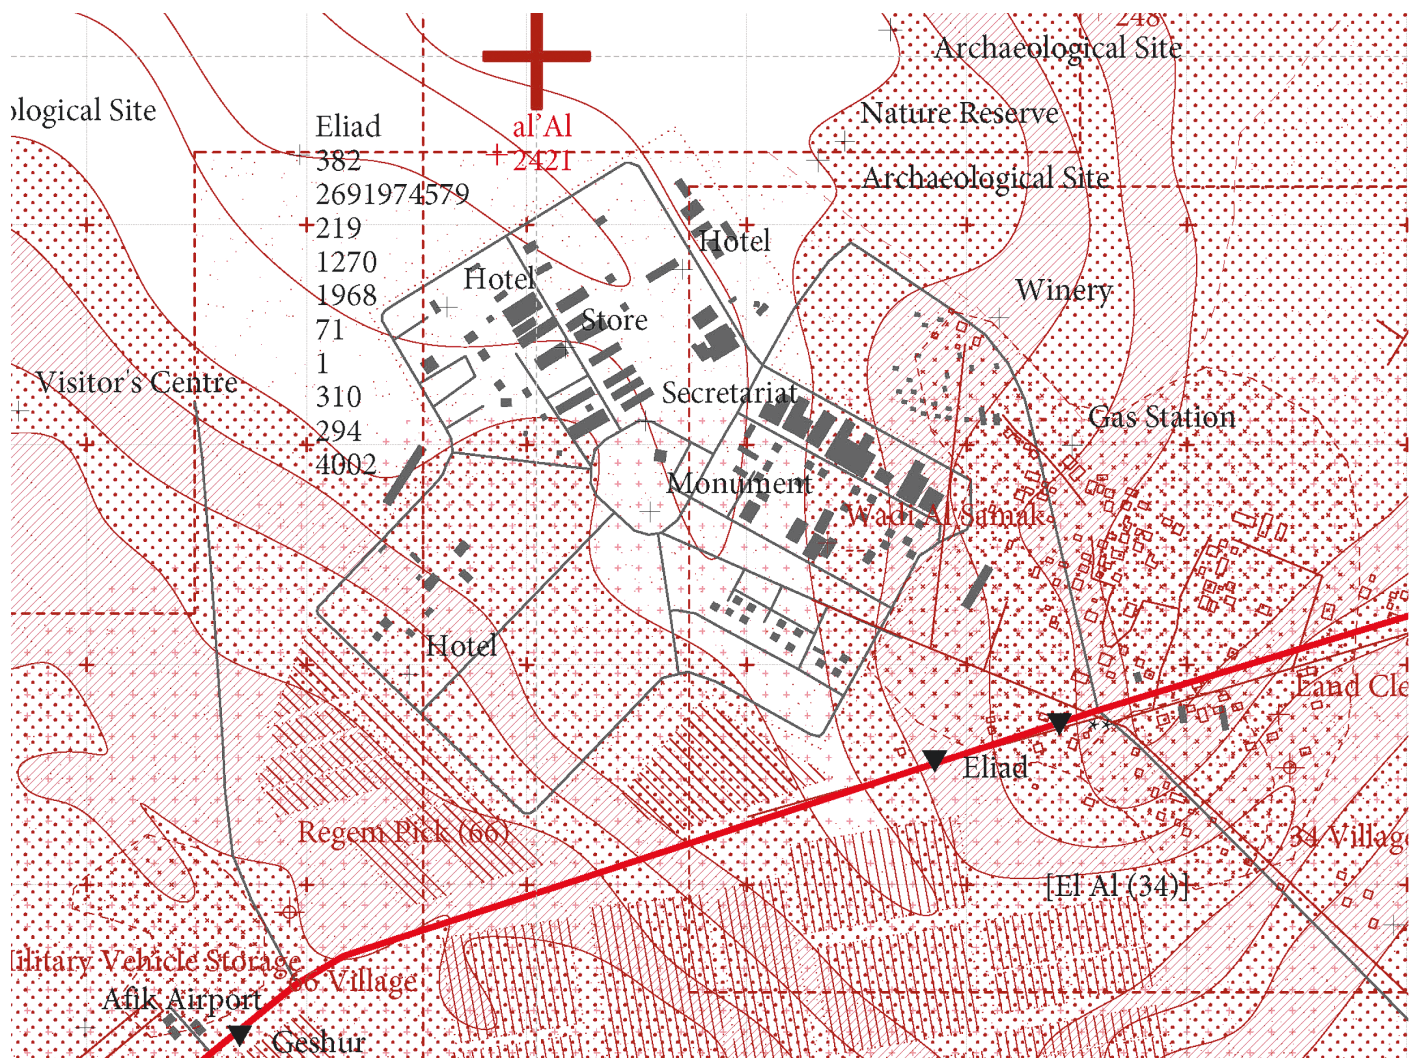 248
Archaeological Site
ological Site
Nature Reserve
Eliad
al'Al
382
2421
Archaeological Site
2691974579
219
Hotel
1270
Hotel
1968
Winery
71
Store
1
Visitor's Centre
310
Secretariat
294
Gas Station
4002
Monument
Wadi Al Samak
Hotel
Land Cle
Eliad
Regem Pick (66)
34 Village
[El Al (34)]
ilitary Vehicle Storage
66 Village
Afik Airport
Geshur